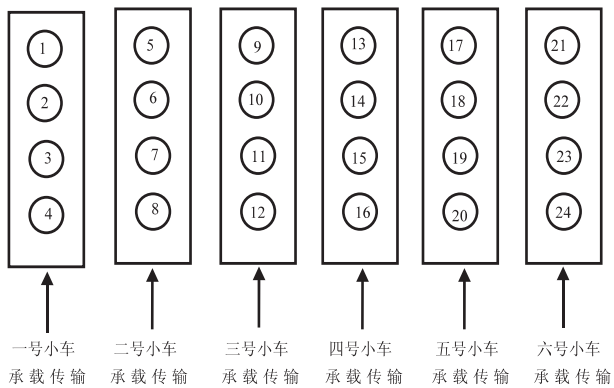 1 5 9 13 17 21
2 6 10 14 18 22
3 7 11 15 19 23
4 8 12 16 20 24
一号小车 二号小车 三号小车 四号小车 五号小车 六号小车
承载传输 承载传输 承载传输 承载传输 承载传输 承载传输